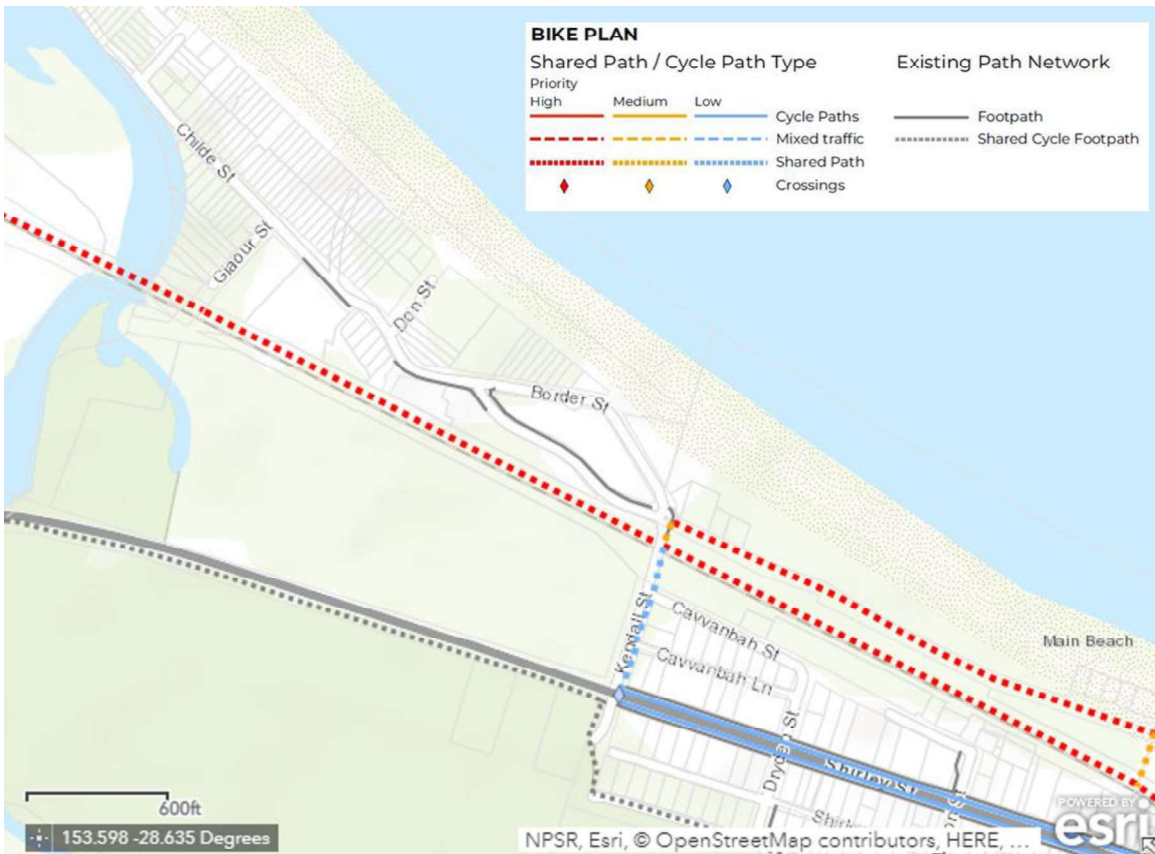 BIKE PLAN
Shared Path / Cycle Path Type
Existing Path Network
Priority
High
Medium
Low
Cycle Paths
Footpath
Mixed traffic
Shared Cycle Footpath
Shared Path
Crossings
Childe St
Giaour St
Don St
Border St
Kendall St
Cavvanbah St
Main Beach
Cavvanbah Ln
Dryden St
Shirley St
600ft
153.598 -28.635 Degrees
NPSR, Esri, © OpenStreetMap contributors, HERE, ...
POWERED BY
esri